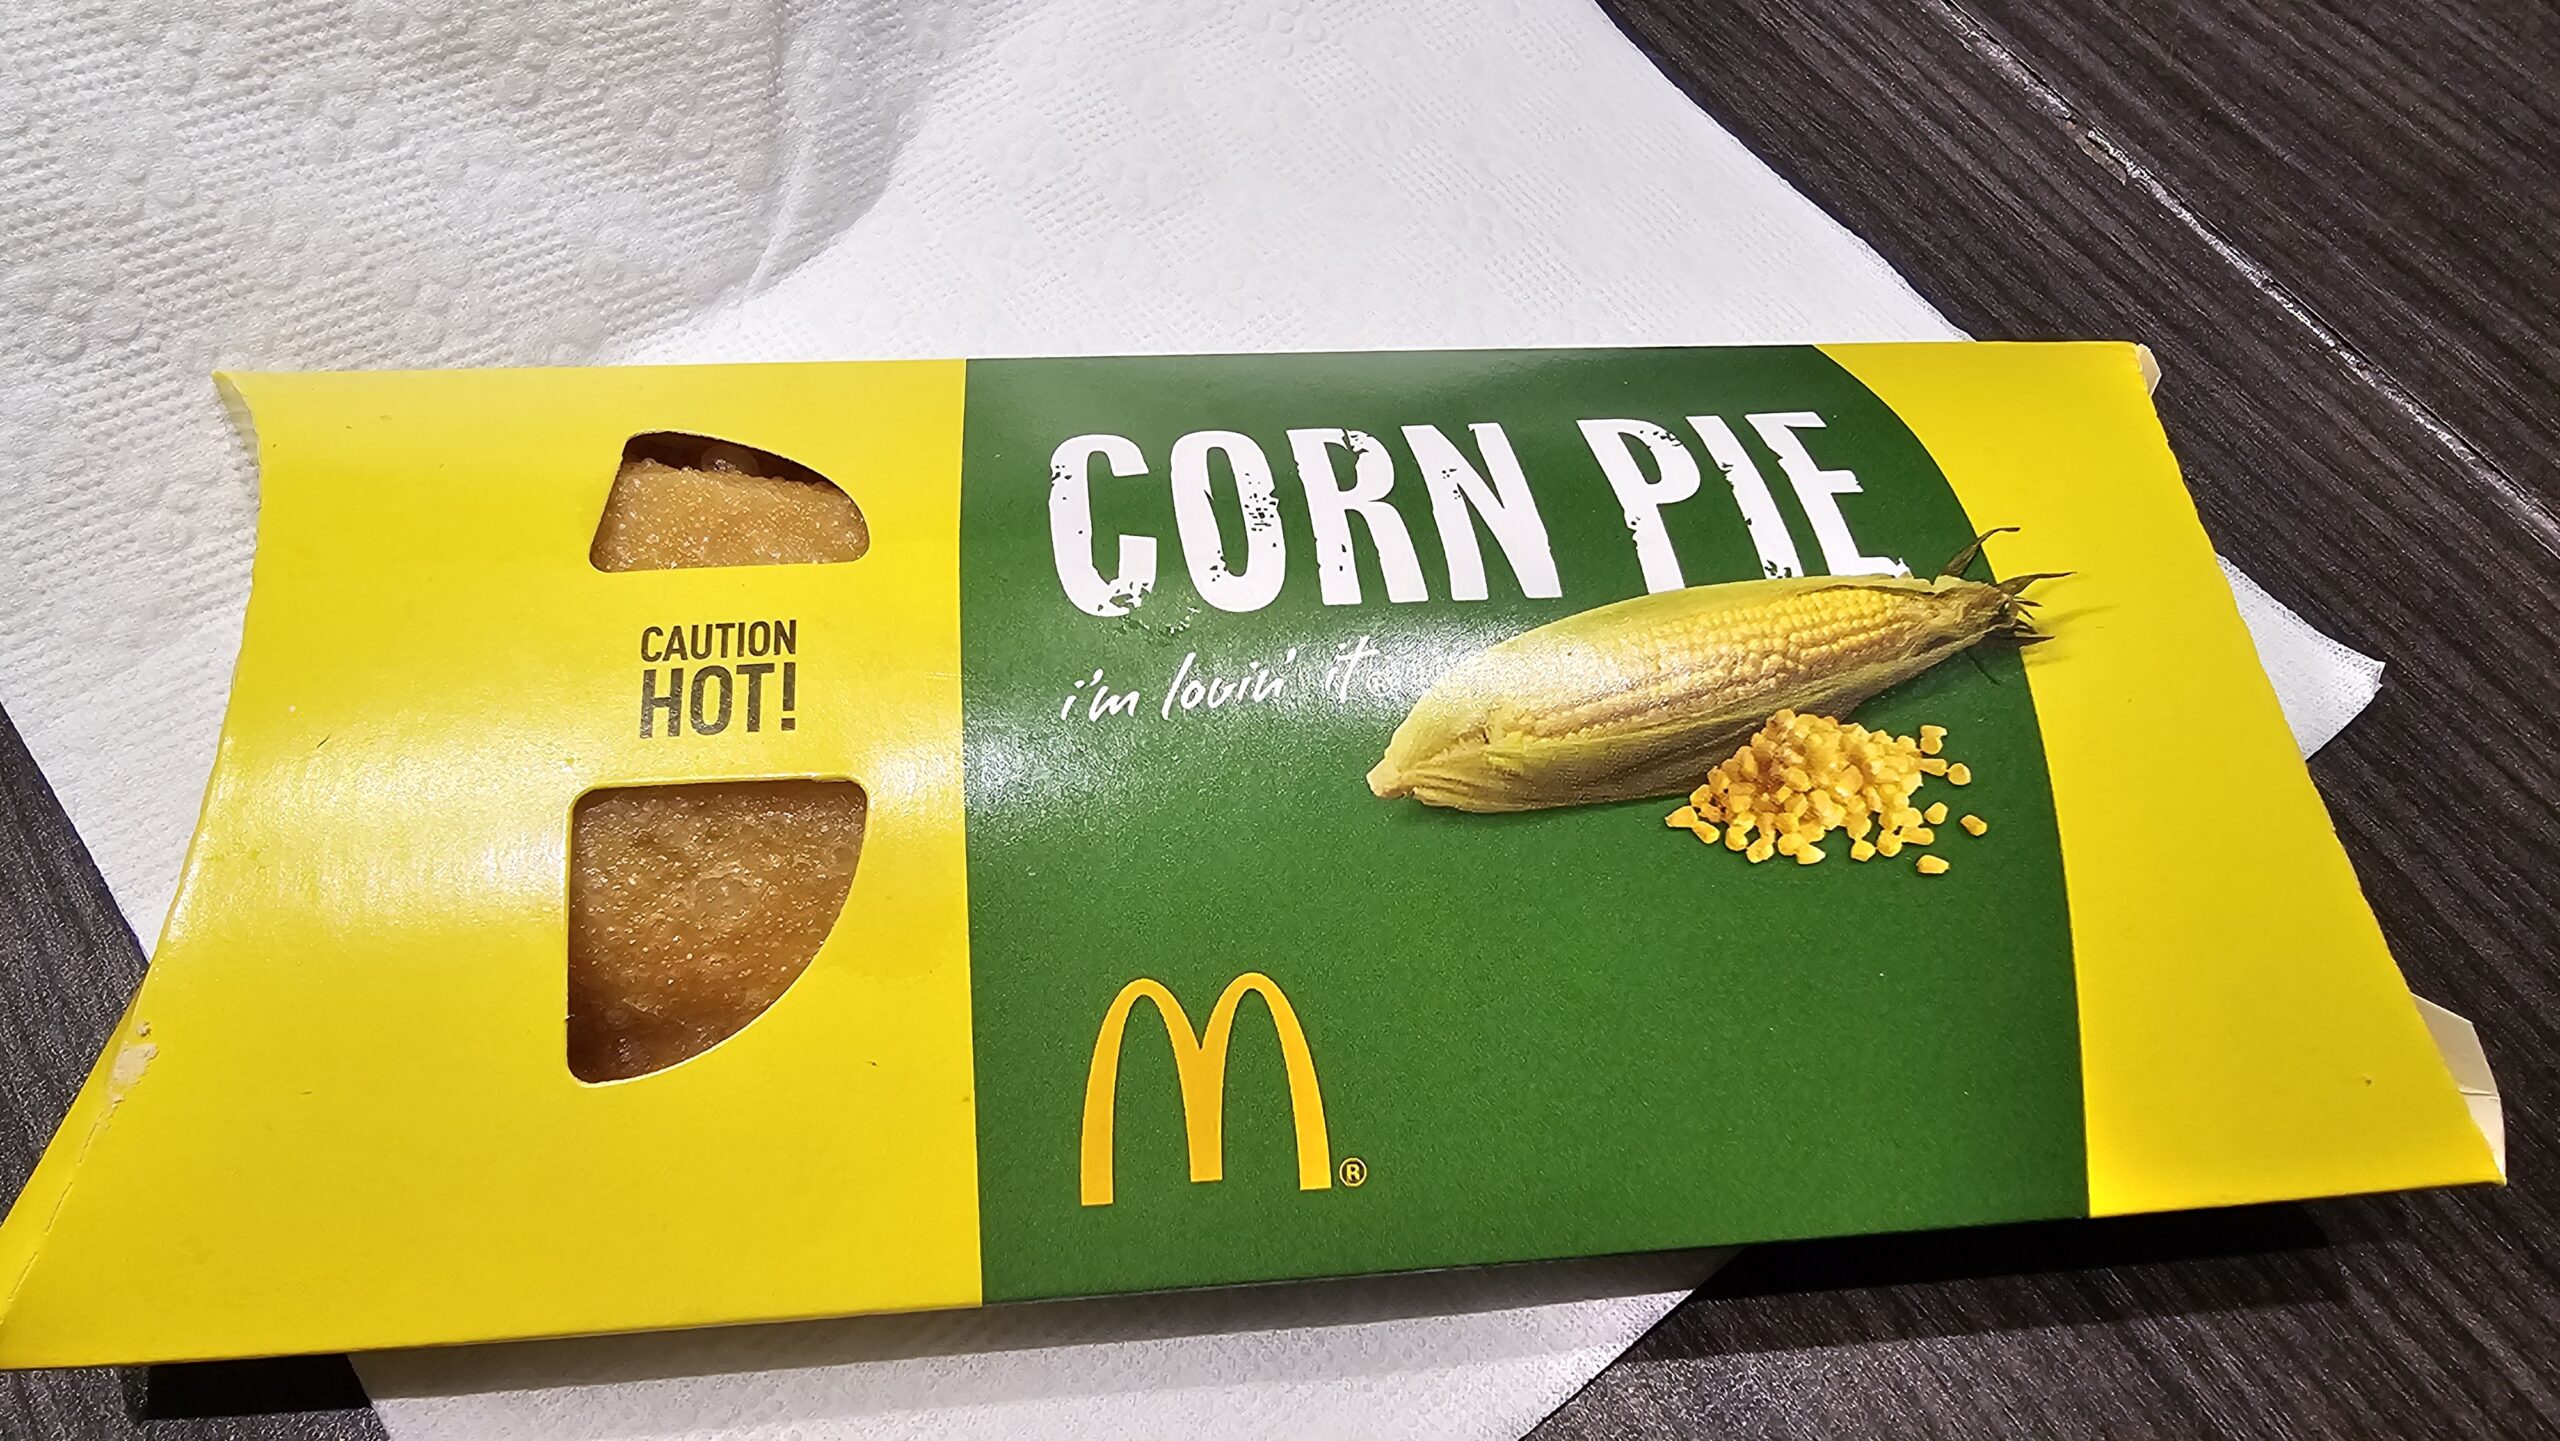 CORN PIE
i'm lovin' it®
CAUTION
HOT!
M®